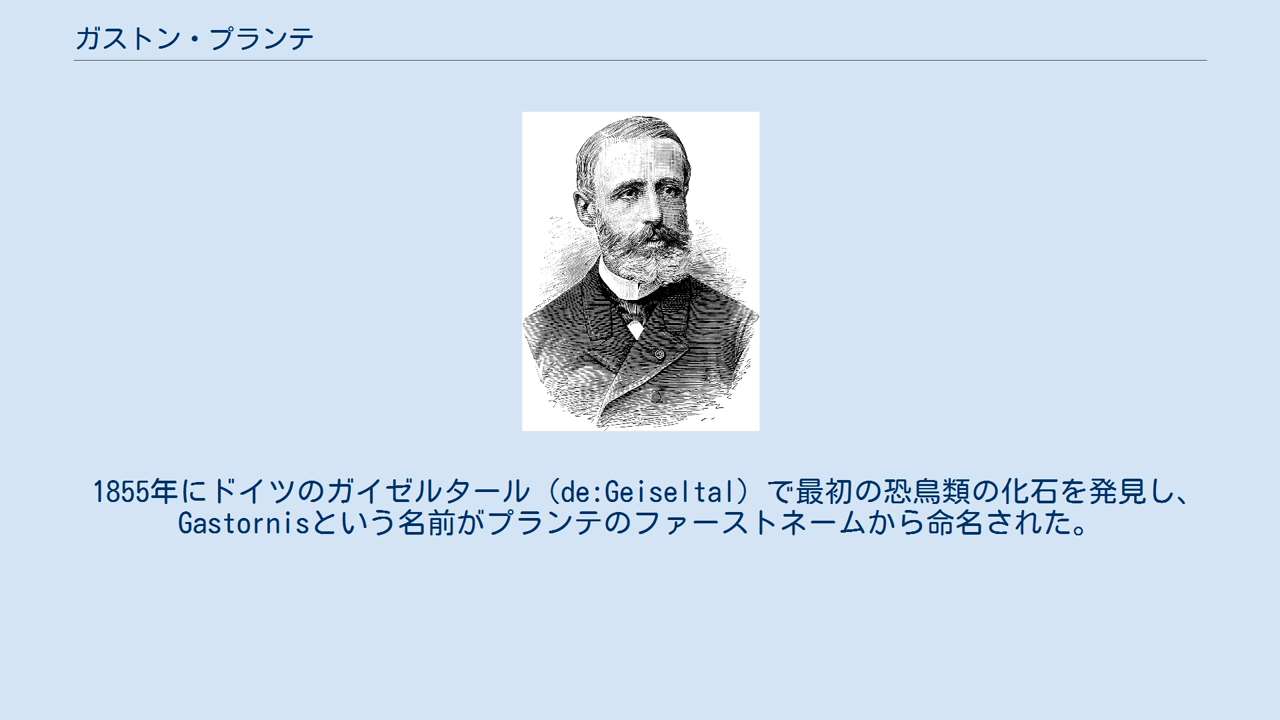 ガストン・プランテ
1855年にドイツのガイゼルタール（de:Geiseltal）で最初の恐鳥類の化石を発見し、
Gastornisという名前がプランテのファーストネームから命名された。